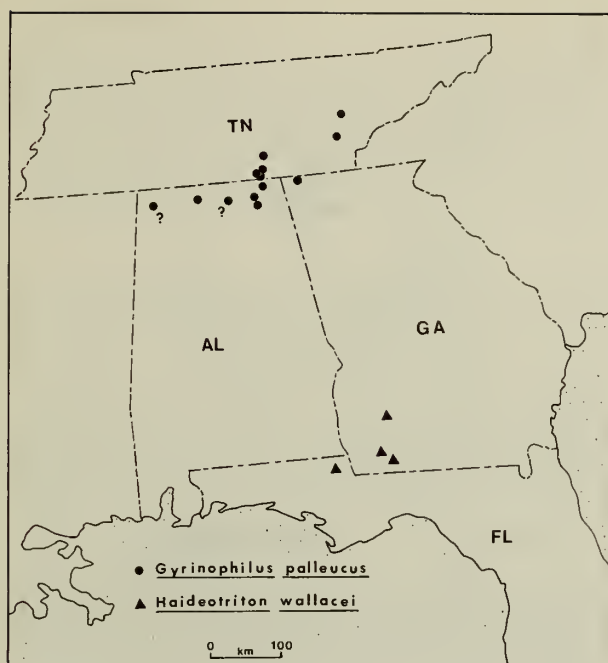 TN
?
?
AL
GA
FL
● Gyrinophilus palleucus
▲ Haideotriton wallacei
0 100
km